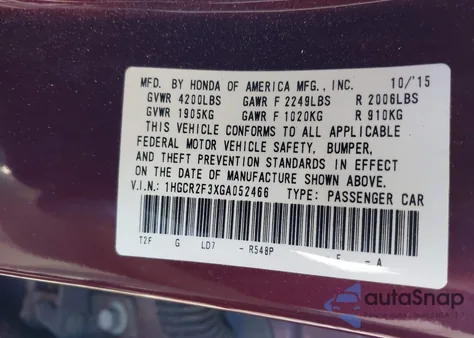 MFD. BY HONDA OF AMERICA MFG., INC. 10/'15
GVWR 4200LBS GAWR F 2249LBS R 2006LBS
GVWR 1905KG GAWR F 1020KG R 910KG
THIS VEHICLE CONFORMS TO ALL APPLICABLE
FEDERAL MOTOR VEHICLE SAFETY, BUMPER,
AND THEFT PREVENTION STANDARDS IN EFFECT
ON THE DATE OF MANUFACTURE SHOWN ABOVE.
V.I.N.: 1HGCR2F3XGA052466 TYPE: PASSENGER CAR
T2F G LD7 - R548P F - A
autoSnap